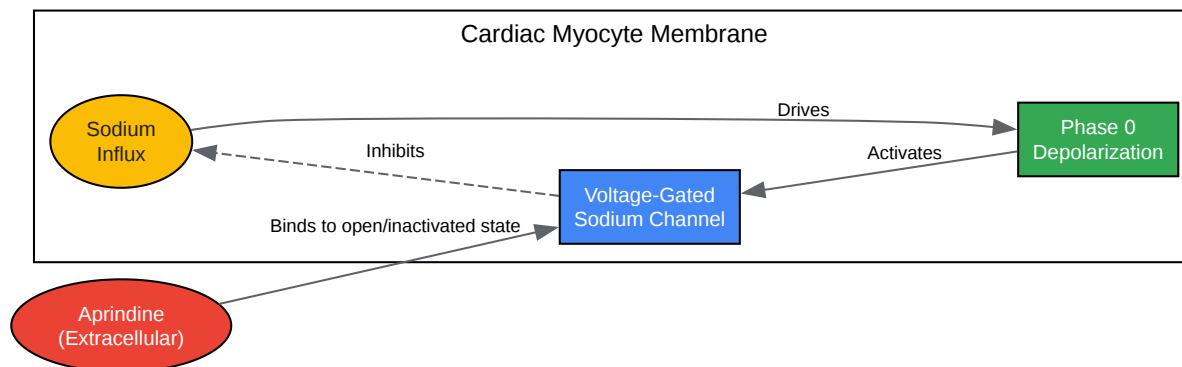 Cardiac Myocyte Membrane
Sodium
Influx
Drives
Phase 0
Depolarization
Inhibits
Activates
Voltage-Gated
Sodium Channel
Binds to open/inactivated state
Aprindine
(Extracellular)